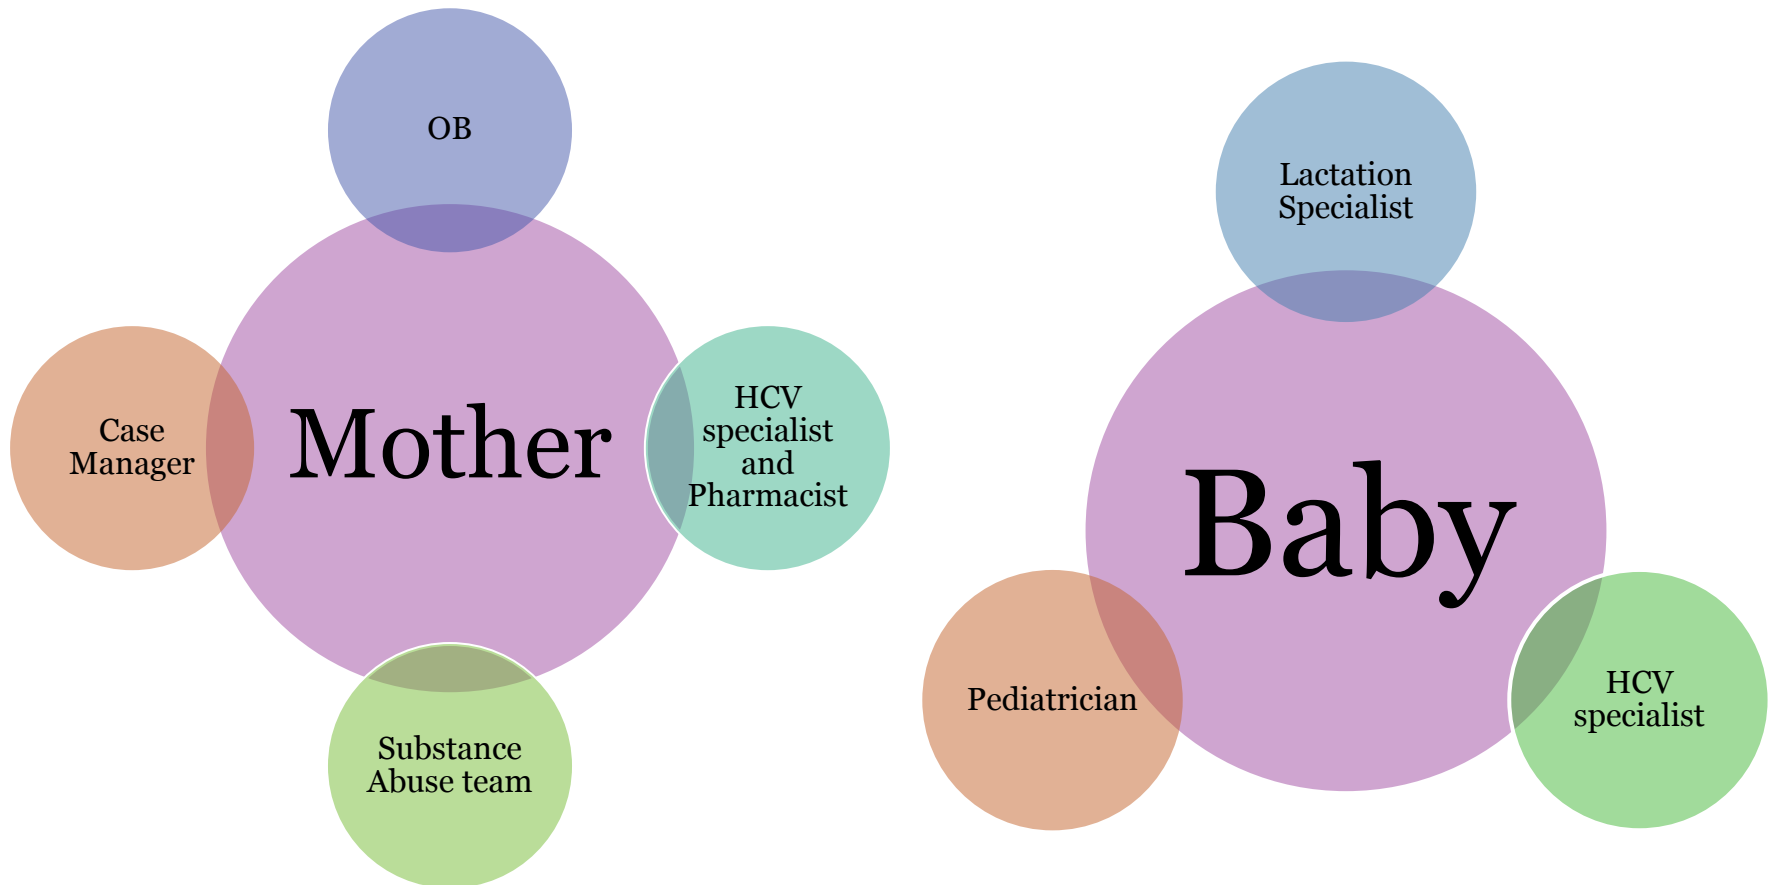 OB
Case
Manager
Mother
HCV
specialist
and
Pharmacist
Substance
Abuse team
Lactation
Specialist
Baby
Pediatrician
HCV
specialist